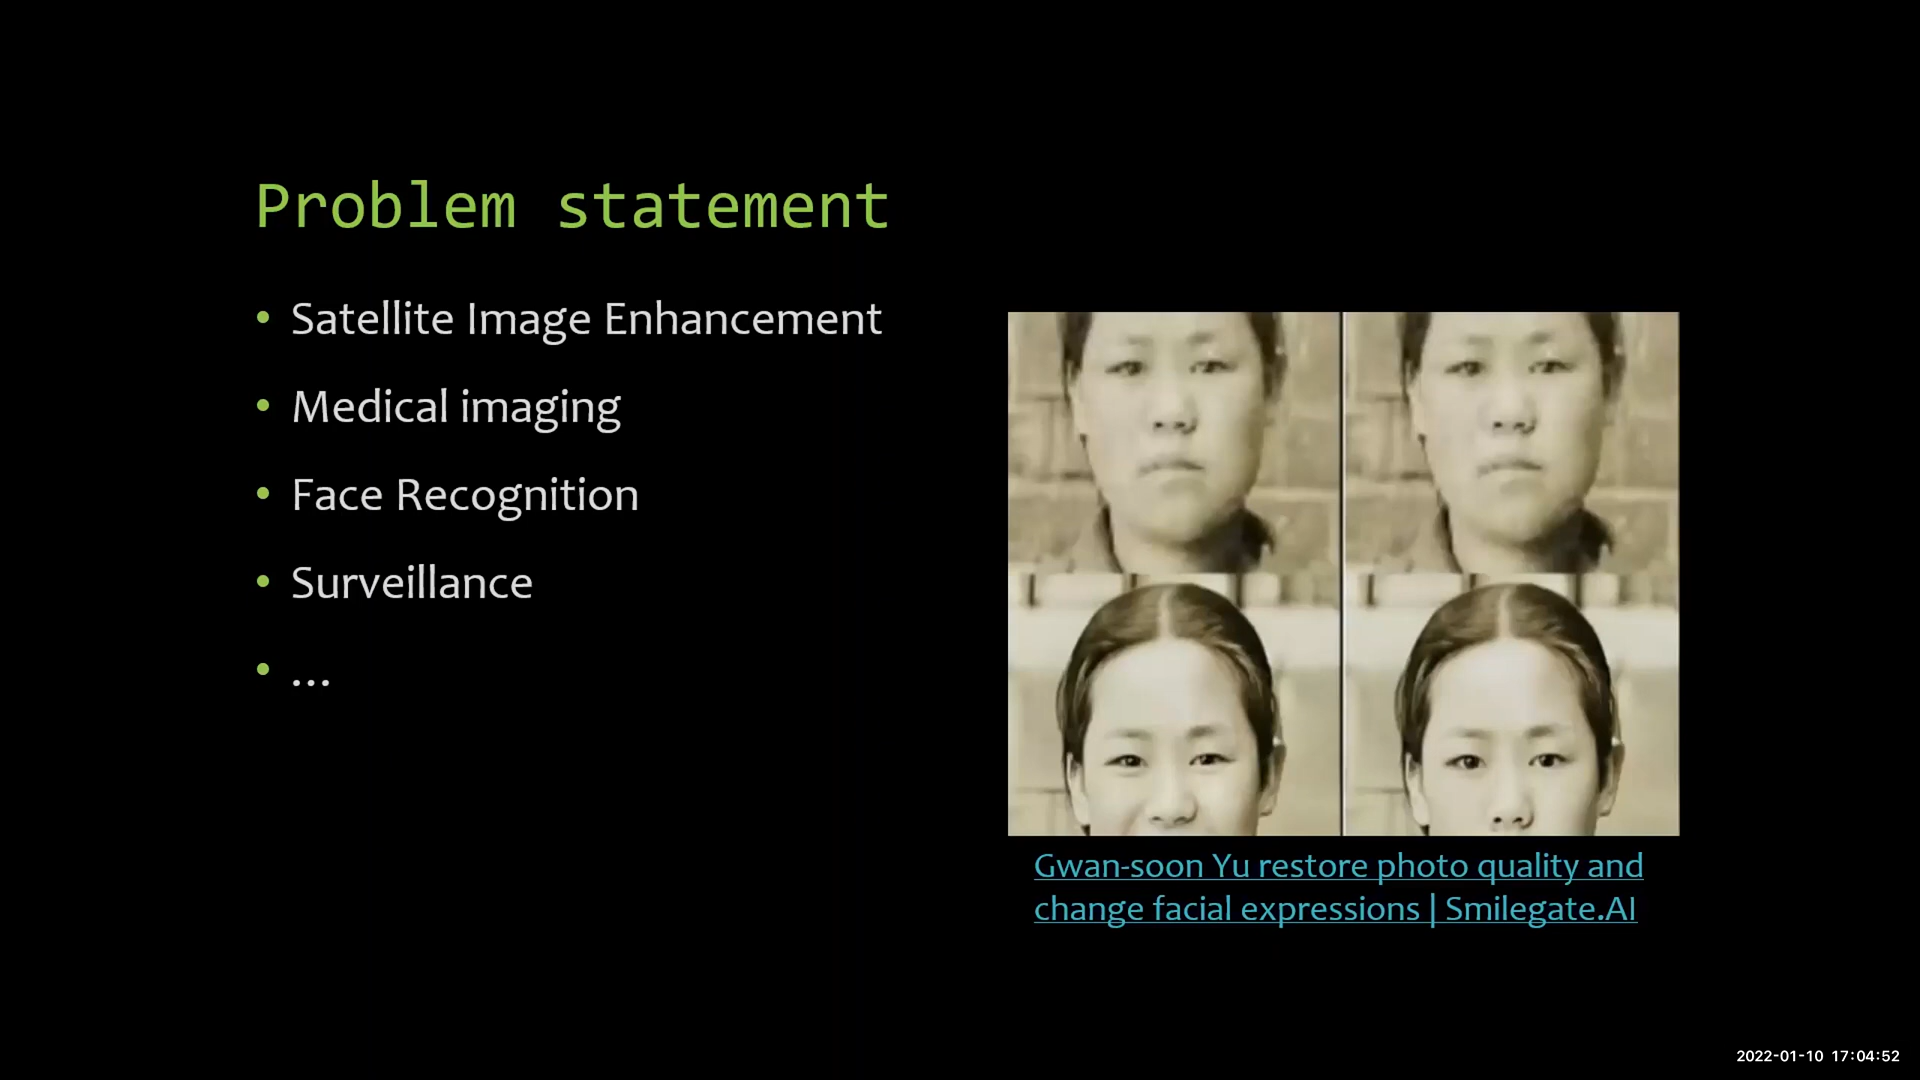 Problem statement
• Satellite Image Enhancement
• Medical imaging
• Face Recognition
• Surveillance
• ...
Gwan-soon Yu restore photo quality and
change facial expressions | Smilegate.AI
2022-01-10 17:04:52